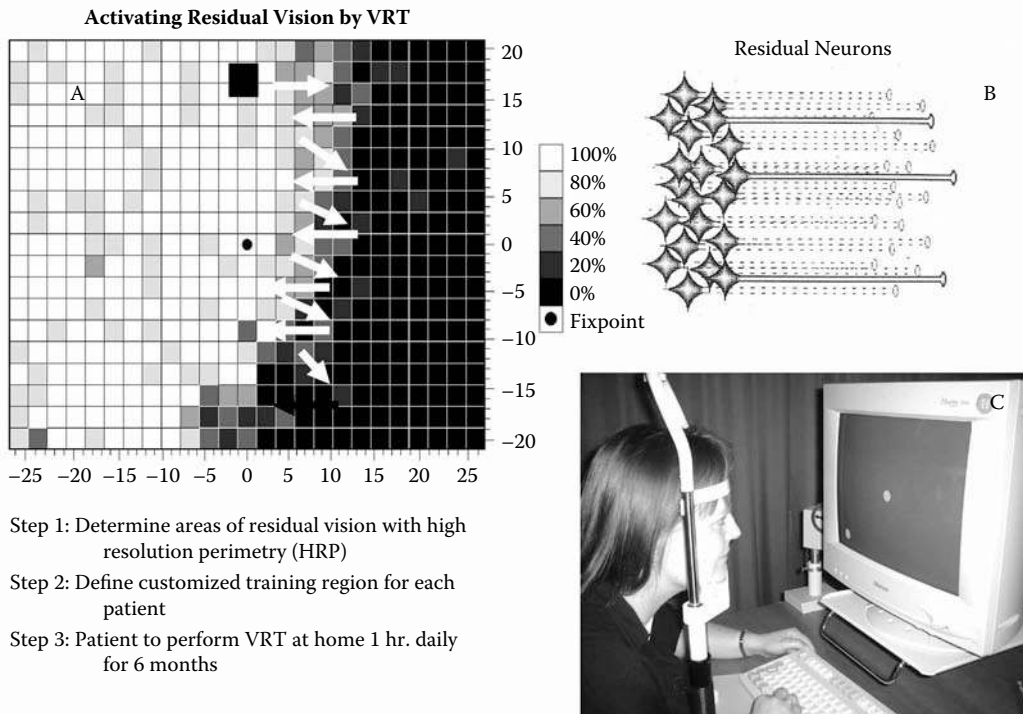 Activating Residual Vision by VRT
A
20
15
10
5
0
−5
−10
−15
−20
−25 −20 −15 −10 −5 0 5 10 15 20 25
100%
80%
60%
40%
20%
0%
Fixpoint
Residual Neurons
B
C
Step 1: Determine areas of residual vision with high
resolution perimetry (HRP)
Step 2: Define customized training region for each
patient
Step 3: Patient to perform VRT at home 1 hr. daily
for 6 months